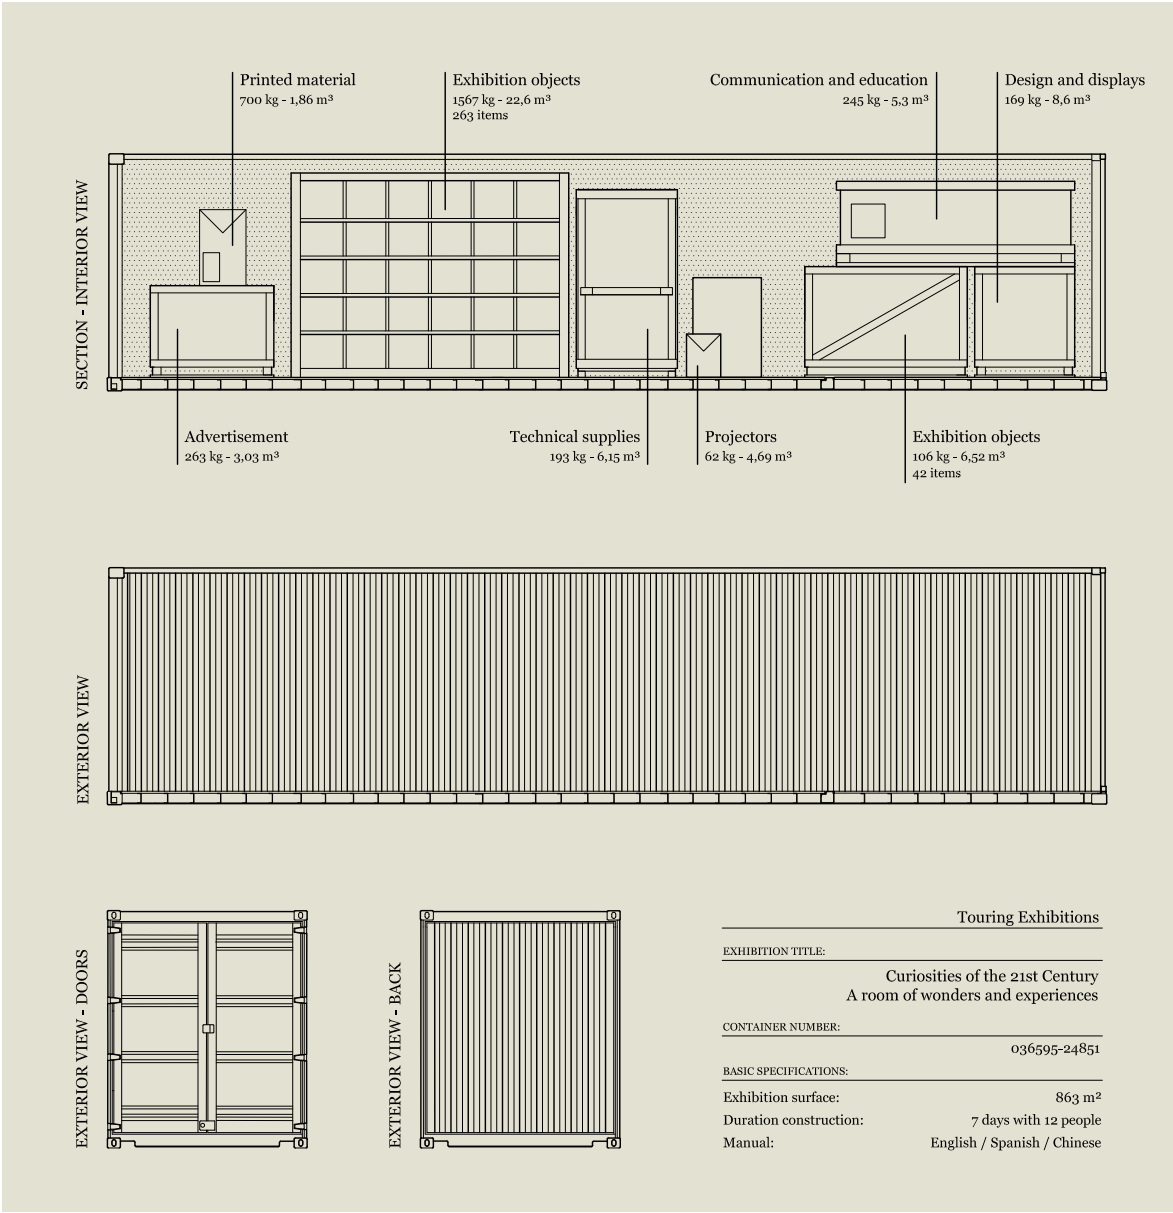 Printed material
700 kg - 1,86 m³
Exhibition objects
1567 kg - 22,6 m³
263 items
Communication and education
245 kg - 5,3 m³
Design and displays
169 kg - 8,6 m³
SECTION - INTERIOR VIEW
Advertisement
263 kg - 3,03 m³
Technical supplies
193 kg - 6,15 m³
Projectors
62 kg - 4,69 m³
Exhibition objects
106 kg - 6,52 m³
42 items
EXTERIOR VIEW
EXTERIOR VIEW - DOORS
EXTERIOR VIEW - BACK
Touring Exhibitions
EXHIBITION TITLE:
Curiosities of the 21st Century
A room of wonders and experiences
CONTAINER NUMBER:
036595-24851
BASIC SPECIFICATIONS:
Exhibition surface: 863 m²
Duration construction: 7 days with 12 people
Manual: English / Spanish / Chinese